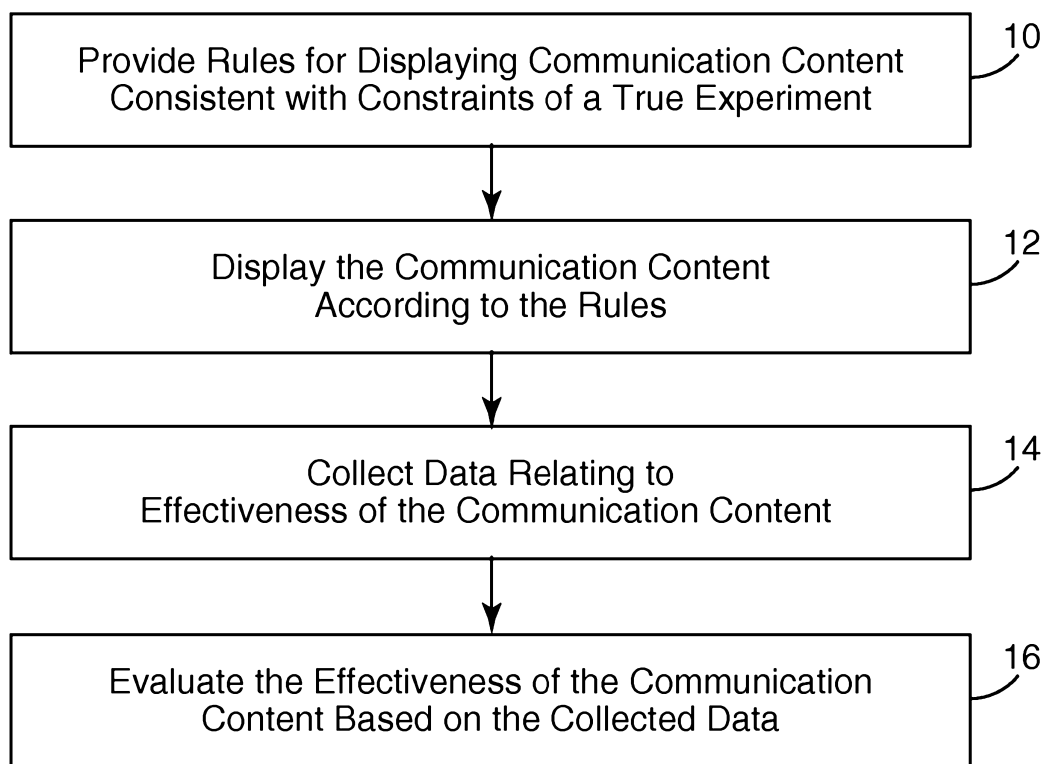 Provide Rules for Displaying Communication Content
Consistent with Constraints of a True Experiment
10
Display the Communication Content
According to the Rules
12
Collect Data Relating to
Effectiveness of the Communication Content
14
Evaluate the Effectiveness of the Communication
Content Based on the Collected Data
16